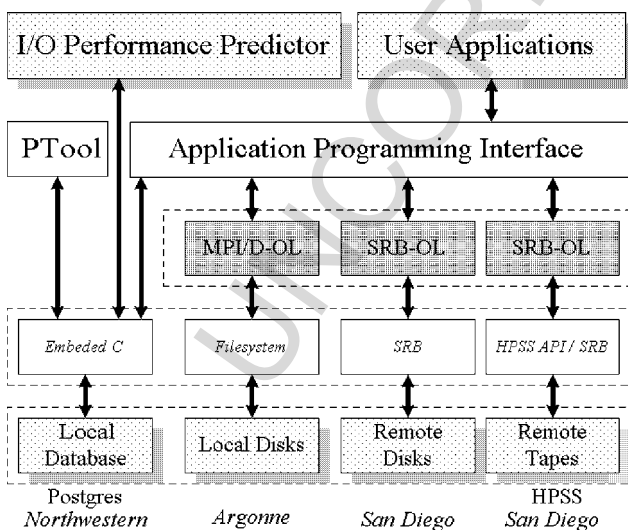 I/O Performance Predictor
User Applications
PTool
Application Programming Interface
MPI/D-OL
SRB-OL
SRB-OL
Embeded C
Filesystem
SRB
HPSS API / SRB
Local Database
Local Disks
Remote Disks
Remote Tapes
Postgres
HPSS
Northwestern
Argonne
San Diego
San Diego
UNCOR